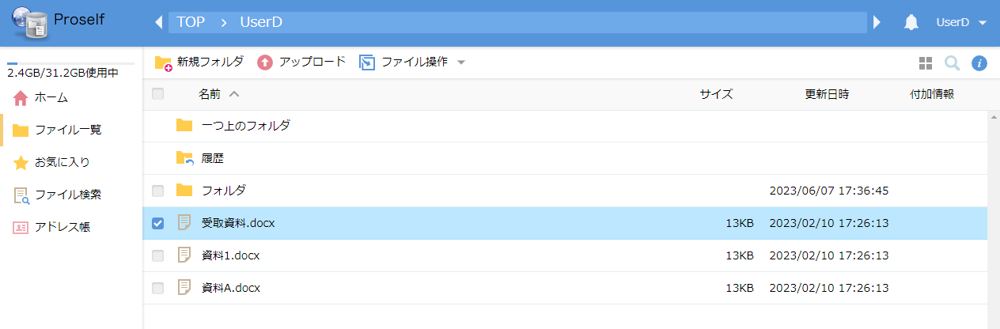 Proself
TOP > UserD
UserD
2.4GB/31.2GB使用中
ホーム
ファイル一覧
お気に入り
ファイル検索
アドレス帳
新規フォルダ アップロード ファイル操作
名前 サイズ 更新日時 付加情報
一つ上のフォルダ
履歴
フォルダ 2023/06/07 17:36:45
受取資料.docx 13KB 2023/02/10 17:26:13
資料1.docx 13KB 2023/02/10 17:26:13
資料A.docx 13KB 2023/02/10 17:26:13